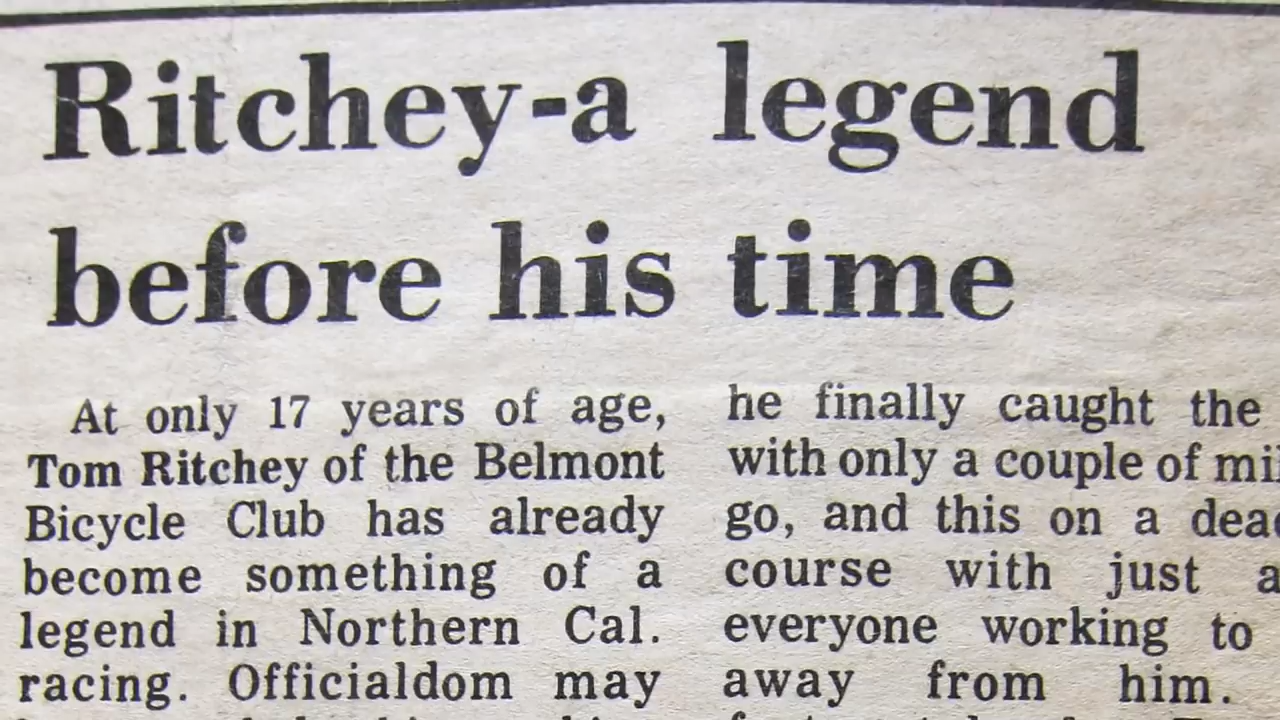 Ritchey-a legend
before his time
At only 17 years of age,
Tom Ritchey of the Belmont
Bicycle Club has already
become something of a
legend in Northern Cal.
racing. Officialdom may
he finally caught the
with only a couple of
go, and this on a
course with just
everyone working to
away from him.